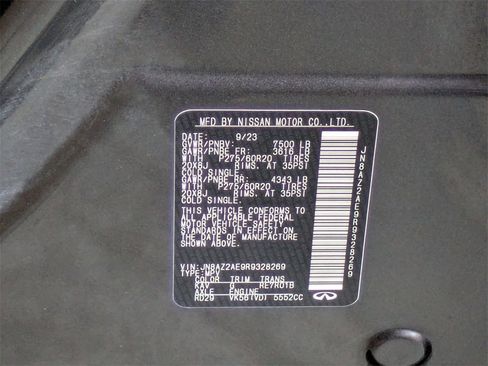 MFD BY NISSAN MOTOR CO.,LTD.
DATE: 9/23
GVWR/PNBV: 7500 LB
GAWR/PNBE FR: 3816 LB
WITH P275/60R20 TIRES
20X8J RIMS. AT 35PSI
COLD SINGLE.
GAWR/PNBE RR: 4343 LB
WITH P275/60R20 TIRES
20X8J RIMS. AT 35PSI
COLD SINGLE.
THIS VEHICLE CONFORMS TO
ALL APPLICABLE FEDERAL
MOTOR VEHICLE SAFETY
STANDARDS IN EFFECT ON
THE DATE OF MANUFACTURE
SHOWN ABOVE.
VIN: JN8AZ2AE9R9328269
TYPE: MPV
COLOR TRIM TRANS
KAV G RE7R01B
AXLE ENGINE
RD29 VK56(VD) 5552CC
JN8AZ2AE9R9328269
INFINITI